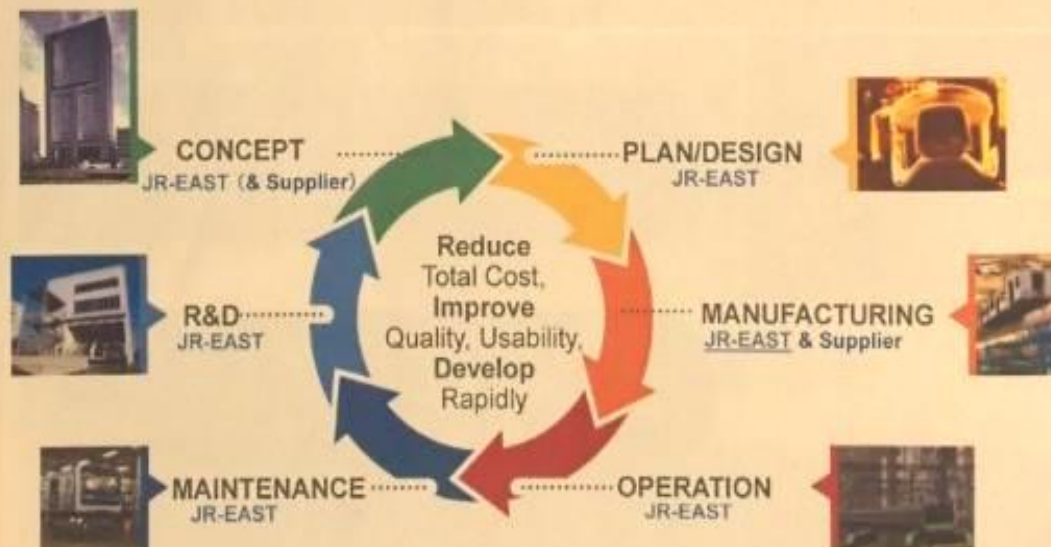 CONCEPT
JR-EAST (& Supplier)
PLAN/DESIGN
JR-EAST
R&D
JR-EAST
Reduce
Total Cost,
Improve
Quality, Usability,
Develop
Rapidly
MANUFACTURING
JR-EAST & Supplier
MAINTENANCE
JR-EAST
OPERATION
JR-EAST